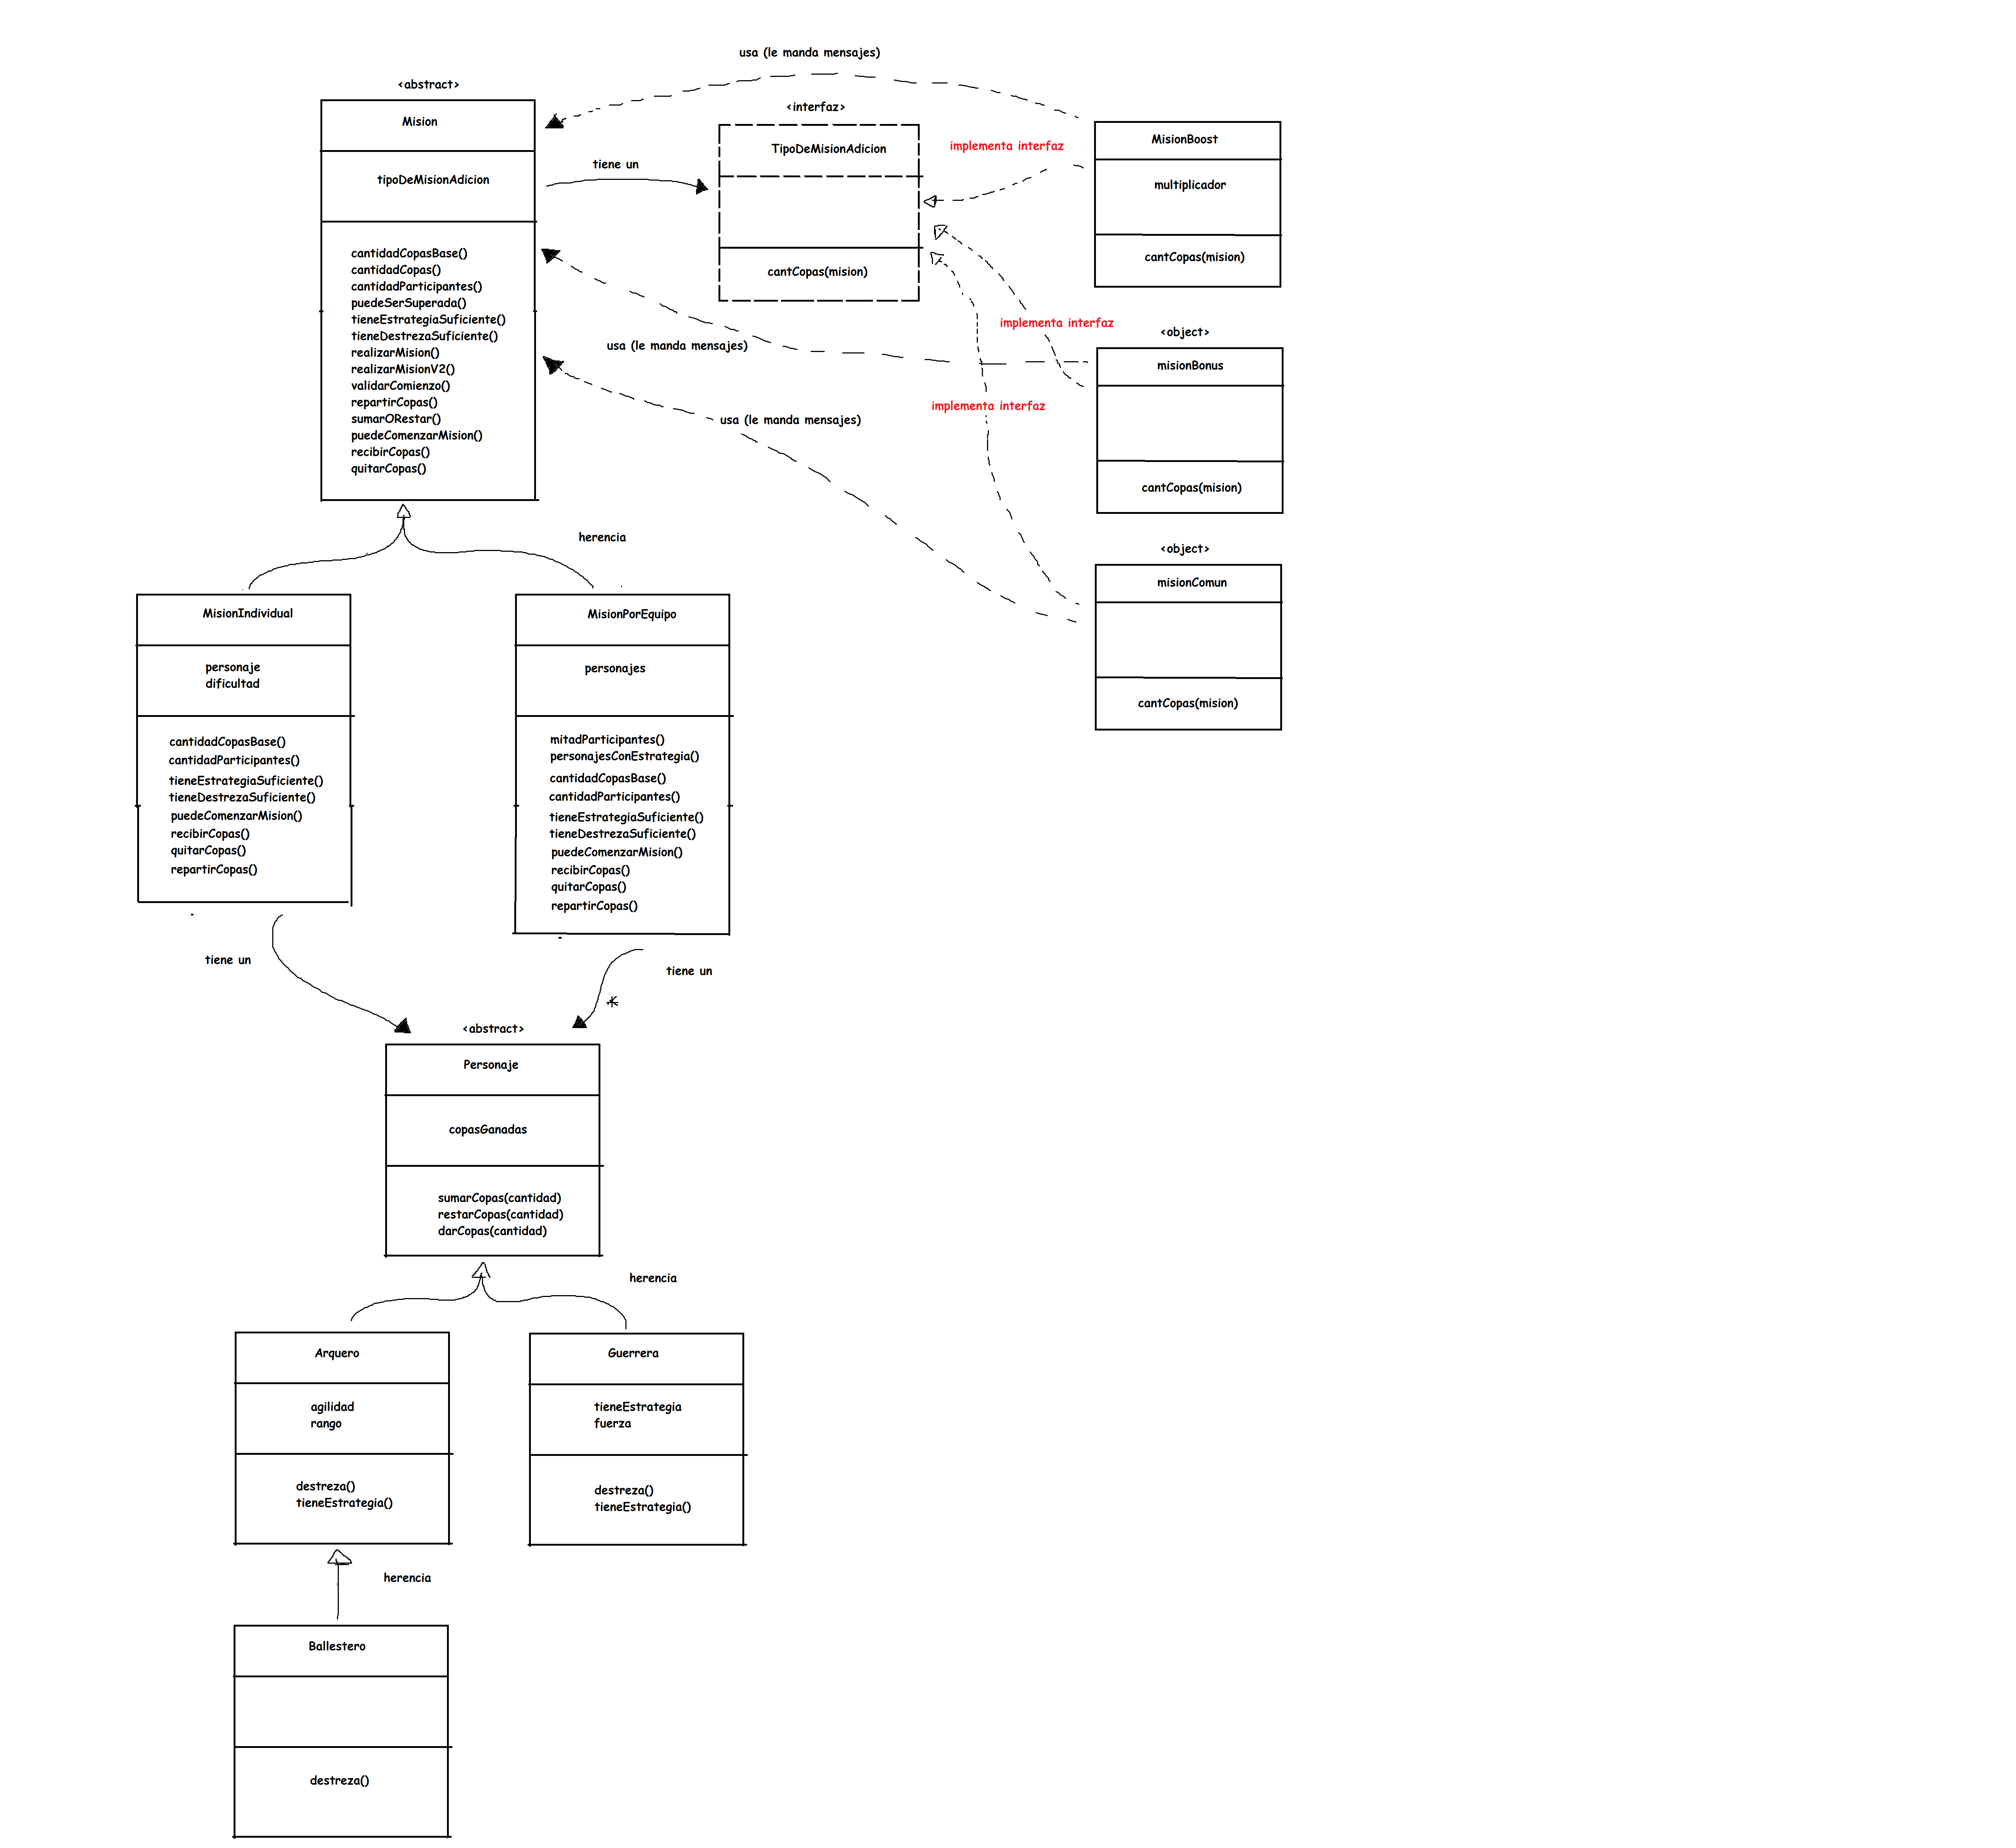 usa (le manda mensajes)
<abstract>
Mision
tipoDeMisionAdicion
cantidadCopasBase()
cantidadCopas()
cantidadParticipantes()
puedeSerSuperada()
tieneEstrategiaSuficiente()
tieneDestrezaSuficiente()
realizarMision()
realizarMisionV2()
validarComienzo()
repartirCopas()
sumarORestar()
puedeComenzarMision()
recibirCopas()
quitarCopas()
tiene un
<interfaz>
TipoDeMisionAdicion
cantCopas(mision)
implementa interfaz
MisionBoost
multiplicador
cantCopas(mision)
usa (le manda mensajes)
implementa interfaz
<object>
misionBonus
cantCopas(mision)
usa (le manda mensajes)
implementa interfaz
<object>
misionComun
cantCopas(mision)
herencia
MisionIndividual
personaje
dificultad
cantidadCopasBase()
cantidadParticipantes()
tieneEstrategiaSuficiente()
tieneDestrezaSuficiente()
puedeComenzarMision()
recibirCopas()
quitarCopas()
repartirCopas()
MisionPorEquipo
personajes
mitadParticipantes()
personajesConEstrategia()
cantidadCopasBase()
cantidadParticipantes()
tieneEstrategiaSuficiente()
tieneDestrezaSuficiente()
puedeComenzarMision()
recibirCopas()
quitarCopas()
repartirCopas()
tiene un
tiene un
*
<abstract>
Personaje
copasGanadas
sumarCopas(cantidad)
restarCopas(cantidad)
darCopas(cantidad)
herencia
Arquero
agilidad
rango
destreza()
tieneEstrategia()
Guerrera
tieneEstrategia
fuerza
destreza()
tieneEstrategia()
herencia
Ballestero
destreza()